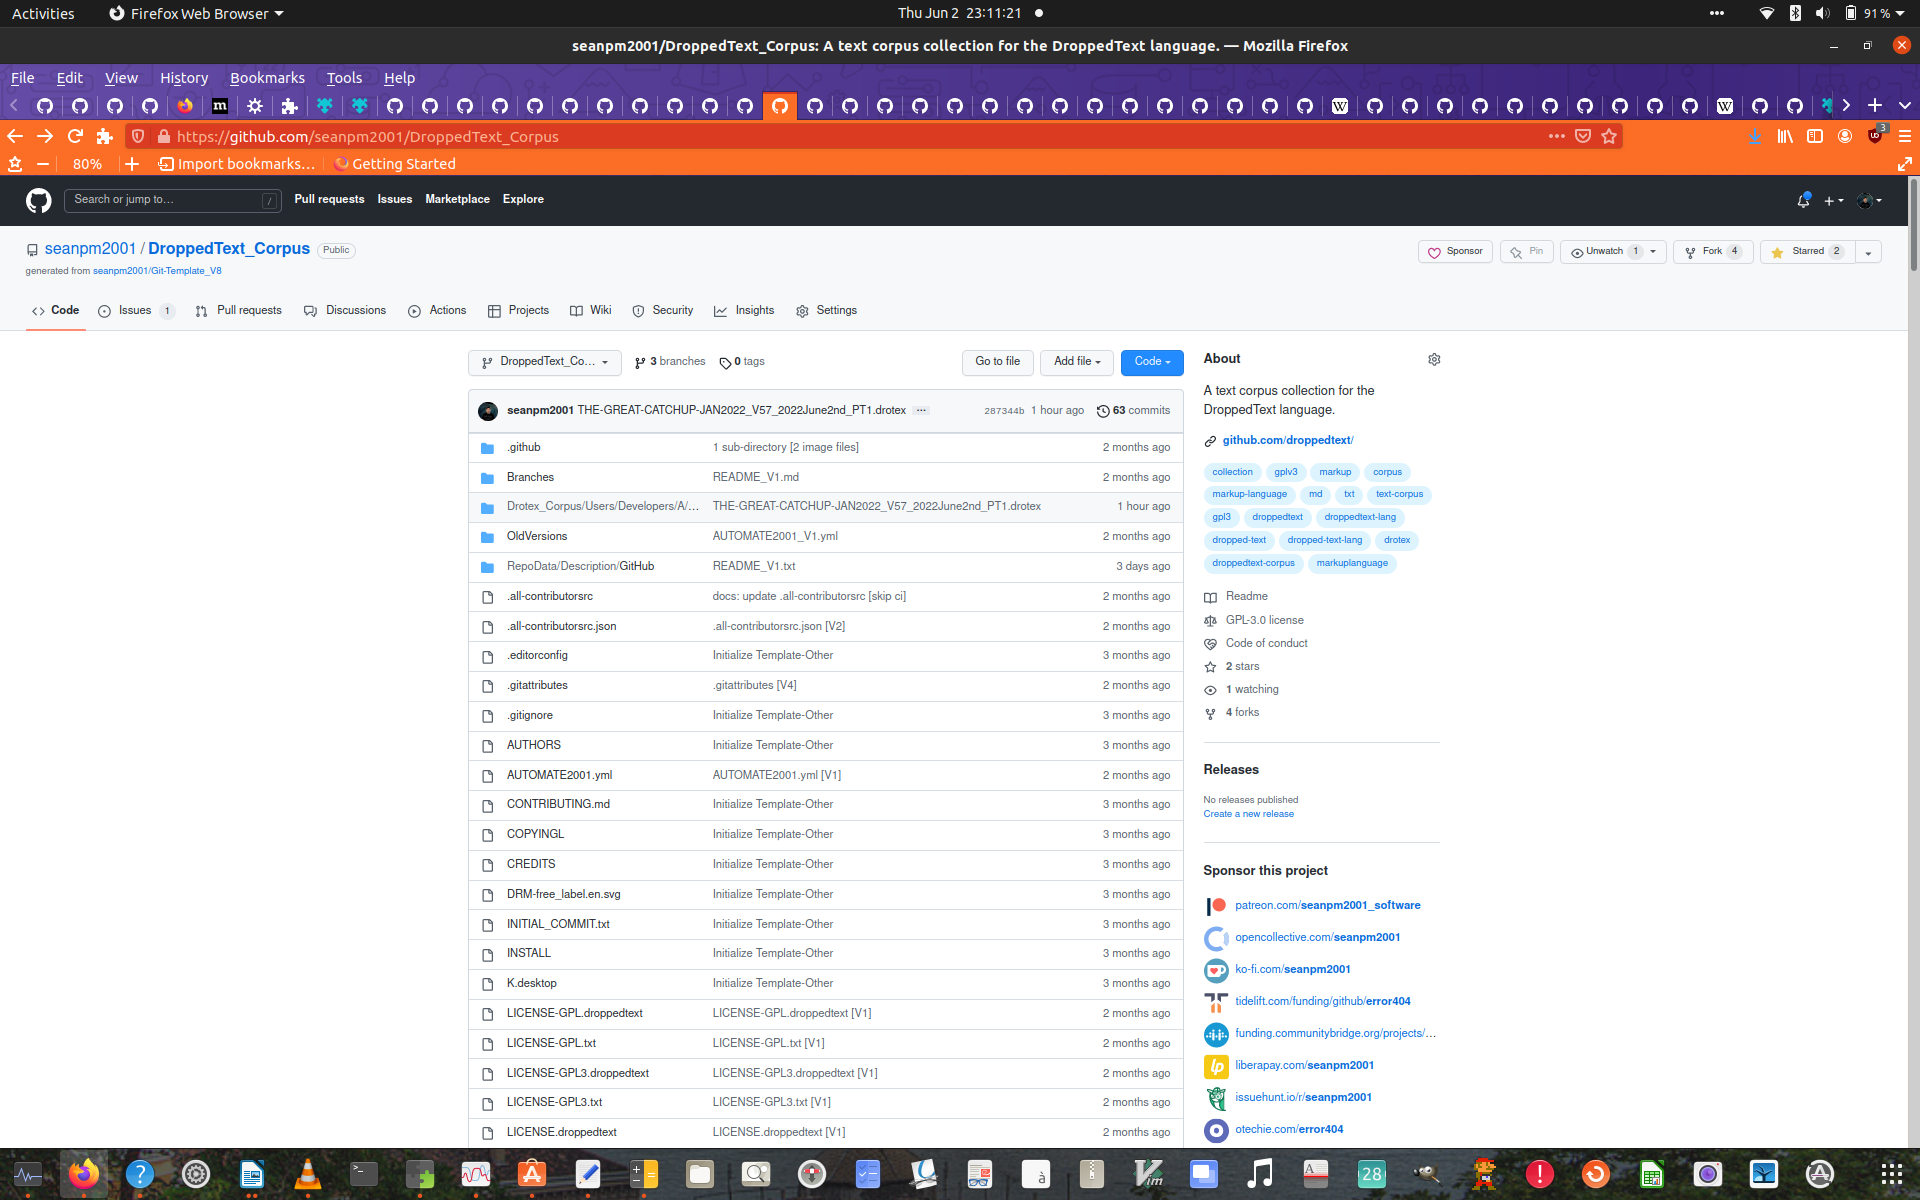 Activities Firefox Web Browser Thu Jun 2 23:11:21 91 %
seanpm2001/DroppedText_Corpus: A text corpus collection for the DroppedText language. — Mozilla Firefox
File Edit View History Bookmarks Tools Help
https://github.com/seanpm2001/DroppedText_Corpus 3
80% Import bookmarks... Getting Started
Search or jump to... / Pull requests Issues Marketplace Explore
seanpm2001 / DroppedText_Corpus Public Sponsor Pin Unwatch 1 Fork 4 Starred 2
generated from seanpm2001/Git-Template_V8
Code Issues 1 Pull requests Discussions Actions Projects Wiki Security Insights Settings
DroppedText_Co... 3 branches 0 tags Go to file Add file Code
seanpm2001 THE-GREAT-CATCHUP-JAN2022_V57_2022June2nd_PT1.drotex ... 287344b 1 hour ago 63 commits
.github 1 sub-directory [2 image files] 2 months ago
Branches README_V1.md 2 months ago
Drotex_Corpus/Users/Developers/A/... THE-GREAT-CATCHUP-JAN2022_V57_2022June2nd_PT1.drotex 1 hour ago
OldVersions AUTOMATE2001_V1.yml 2 months ago
RepoData/Description/GitHub README_V1.txt 3 days ago
.all-contributorsrc docs: update .all-contributorsrc [skip ci] 2 months ago
.all-contributorsrc.json .all-contributorsrc.json [V2] 2 months ago
.editorconfig Initialize Template-Other 3 months ago
.gitattributes .gitattributes [V4] 2 months ago
.gitignore Initialize Template-Other 3 months ago
AUTHORS Initialize Template-Other 3 months ago
AUTOMATE2001.yml AUTOMATE2001.yml [V1] 2 months ago
CONTRIBUTING.md Initialize Template-Other 3 months ago
COPYINGL Initialize Template-Other 3 months ago
CREDITS Initialize Template-Other 3 months ago
DRM-free_label.en.svg Initialize Template-Other 3 months ago
INITIAL_COMMIT.txt Initialize Template-Other 3 months ago
INSTALL Initialize Template-Other 3 months ago
K.desktop Initialize Template-Other 3 months ago
LICENSE-GPL.droppedtext LICENSE-GPL.droppedtext [V1] 2 months ago
LICENSE-GPL.txt LICENSE-GPL.txt [V1] 2 months ago
LICENSE-GPL3.droppedtext LICENSE-GPL3.droppedtext [V1] 2 months ago
LICENSE-GPL3.txt LICENSE-GPL3.txt [V1] 2 months ago
LICENSE.droppedtext LICENSE.droppedtext [V1] 2 months ago
About
A text corpus collection for the
DroppedText language.
github.com/droppedtext/
collection gplv3 markup corpus
markup-language md txt text-corpus
gpl3 droppedtext droppedtext-lang
dropped-text dropped-text-lang drotex
droppedtext-corpus markuplanguage
Readme
GPL-3.0 license
Code of conduct
2 stars
1 watching
4 forks
Releases
No releases published
Create a new release
Sponsor this project
patreon.com/seanpm2001_software
opencollective.com/seanpm2001
ko-fi.com/seanpm2001
tidelift.com/funding/github/error404
funding.communitybridge.org/projects/...
liberapay.com/seanpm2001
issuehunt.io/r/seanpm2001
otechie.com/error404
28